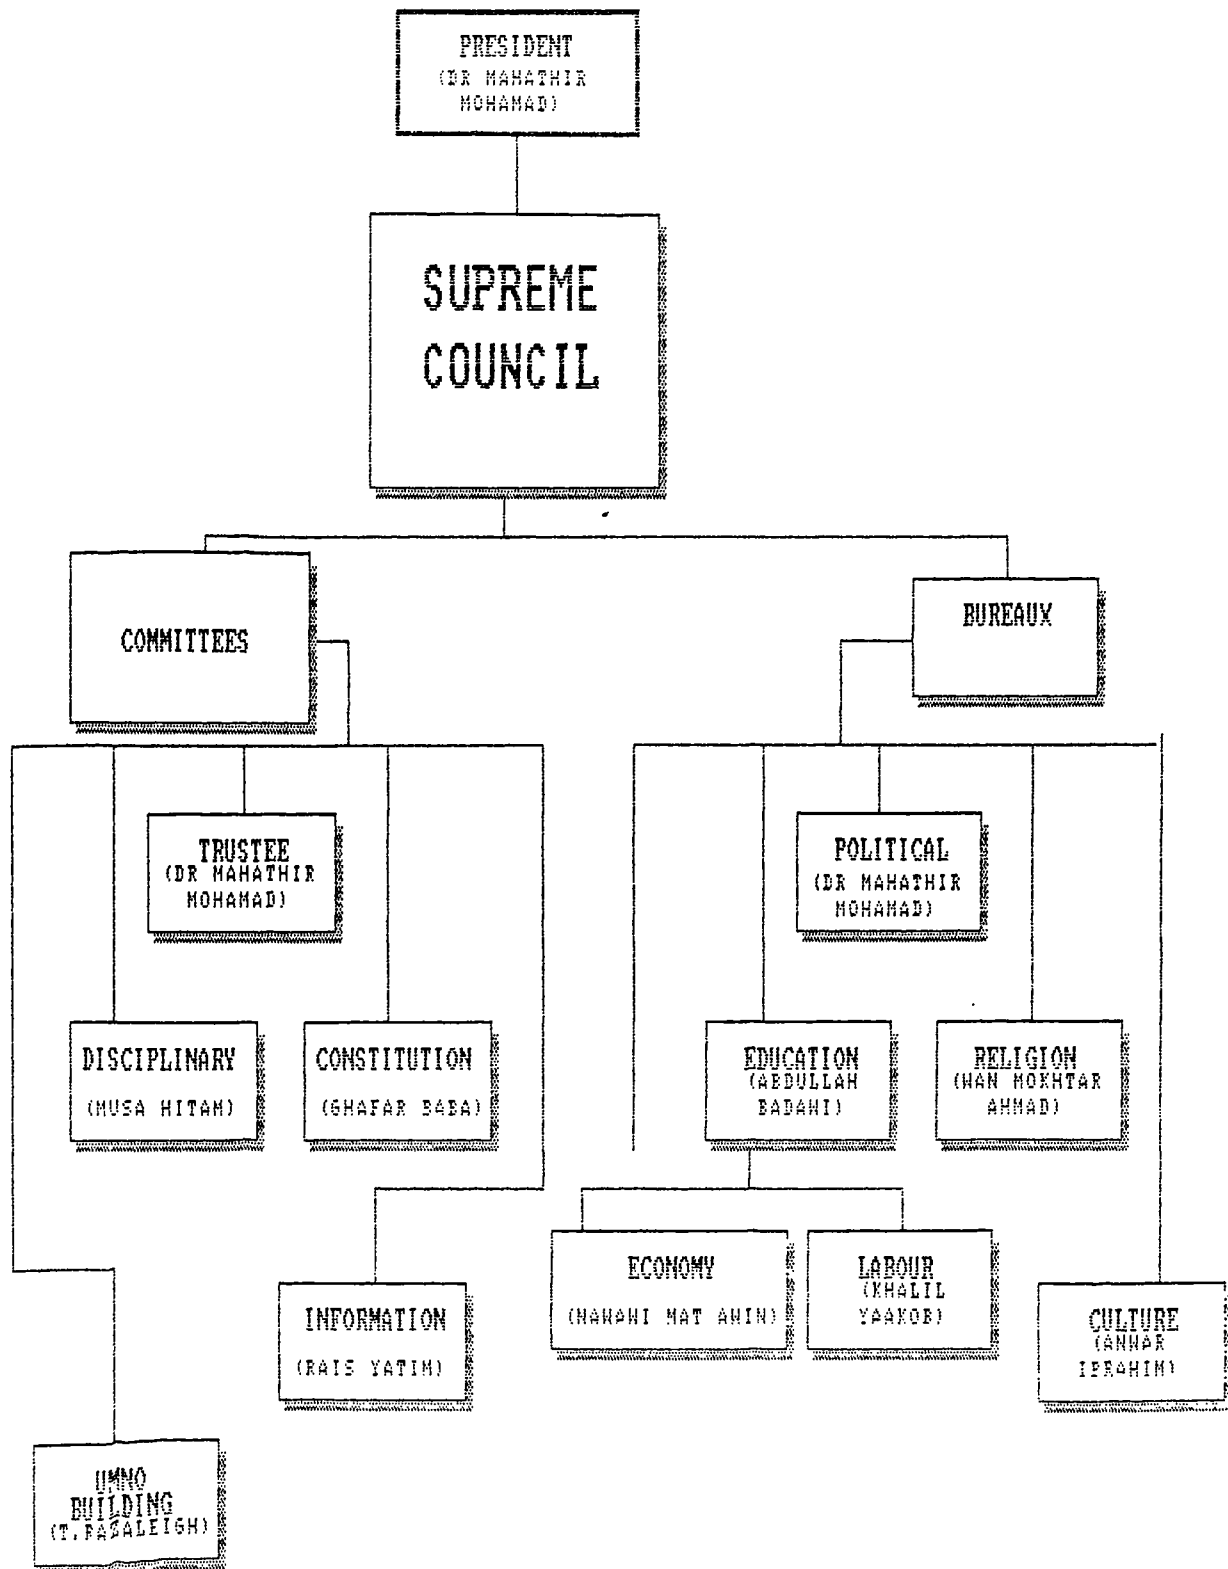 PRESIDENT
(DR MAHATHIR
MOHAMAD)
SUPREME
COUNCIL
COMMITTEES
BUREAUX
TRUSTEE
(DR MAHATHIR
MOHAMAD)
POLITICAL
(DR MAHATHIR
MOHAMAD)
DISCIPLINARY
(MUSA HITAM)
CONSTITUTION
(GHAFAR BABA)
EDUCATION
(ABDULLAH
BADAWI)
RELIGION
(WAN MOKHTAR
AHMAD)
ECONOMY
(NAWAWI MAT AWIN)
LABOUR
(KHALIL
YAAKOB)
INFORMATION
(RAIS YATIM)
CULTURE
(ANWAR
IBRAHIM)
UMNO
BUILDING
(T.RAZALEIGH)